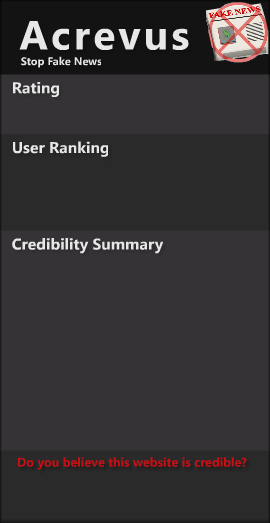 Acrevus
Stop Fake News
FAKE NEWS
Rating
User Ranking
Credibility Summary
Do you believe this website is credible?